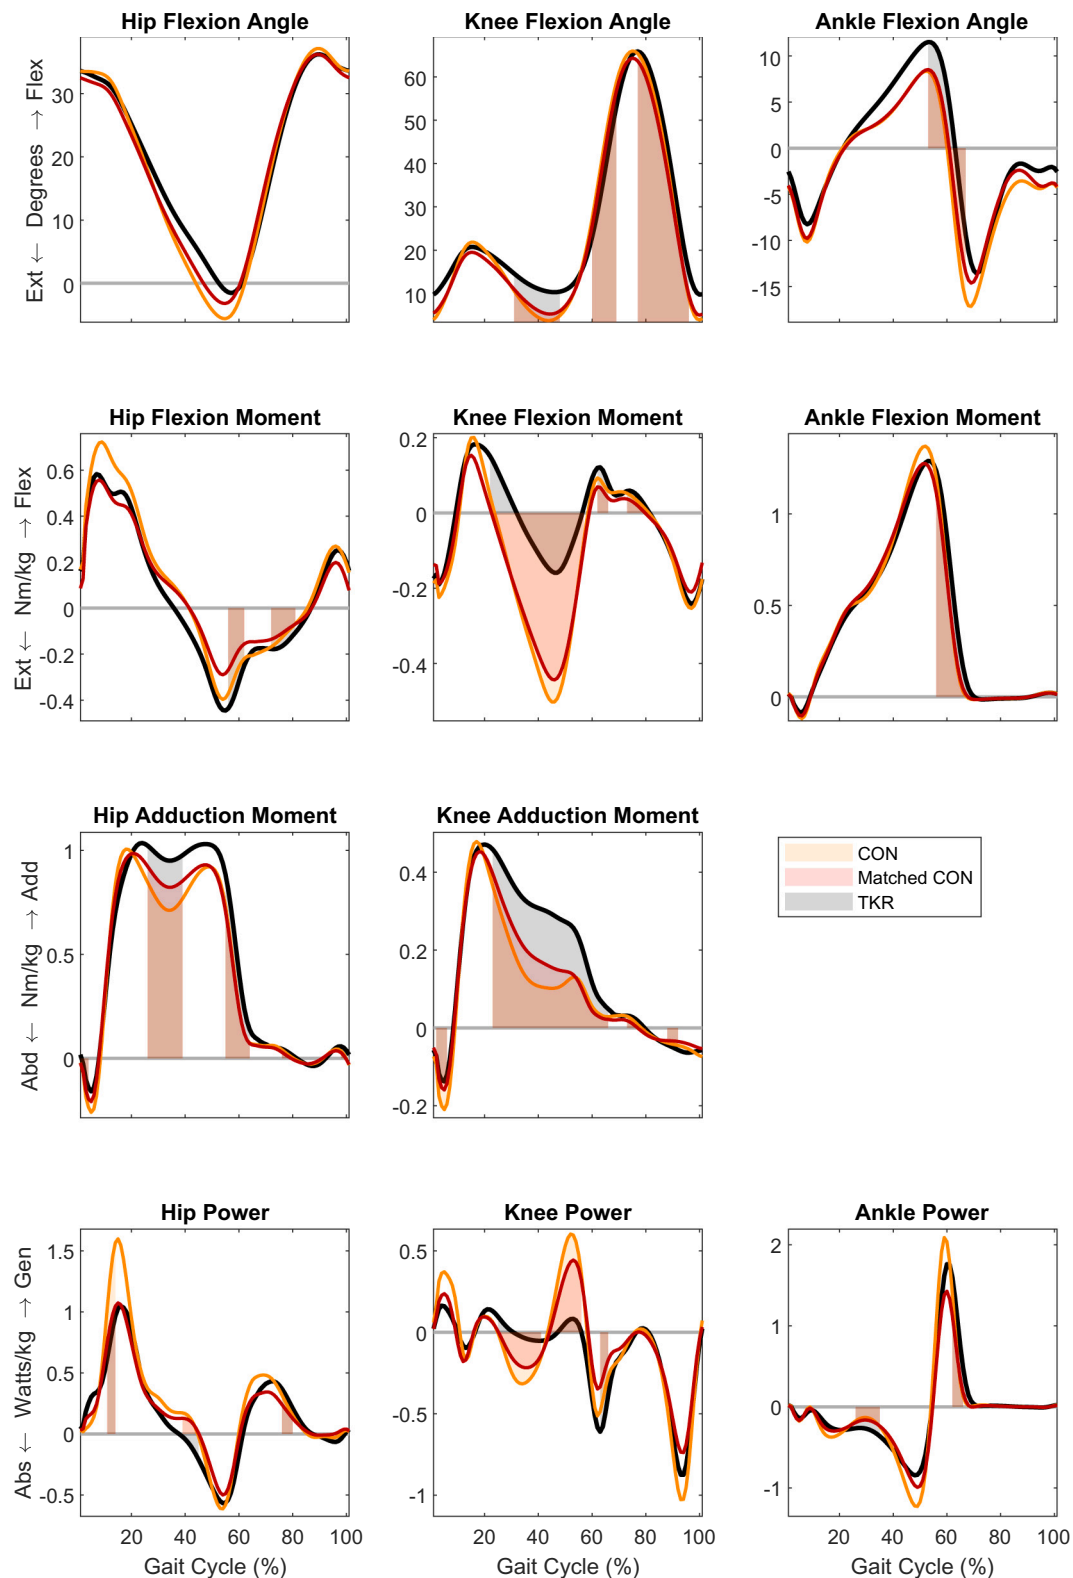 Hip Flexion Angle
Knee Flexion Angle
Ankle Flexion Angle
Ext ← Degrees → Flex
30
20
10
0
60
50
40
30
20
10
10
5
0
-5
-10
-15
Hip Flexion Moment
Knee Flexion Moment
Ankle Flexion Moment
Ext ← Nm/kg → Flex
0.6
0.4
0.2
0
-0.2
-0.4
0.2
0
-0.2
-0.4
1
0.5
0
Hip Adduction Moment
Knee Adduction Moment
Abd ← Nm/kg → Add
1
0.5
0
0.4
0.2
0
-0.2
CON
Matched CON
TKR
Hip Power
Knee Power
Ankle Power
Abs ← Watts/kg → Gen
1.5
1
0.5
0
-0.5
0.5
0
-0.5
-1
2
1
0
-1
20 40 60 80 100
20 40 60 80 100
20 40 60 80 100
Gait Cycle (%)
Gait Cycle (%)
Gait Cycle (%)